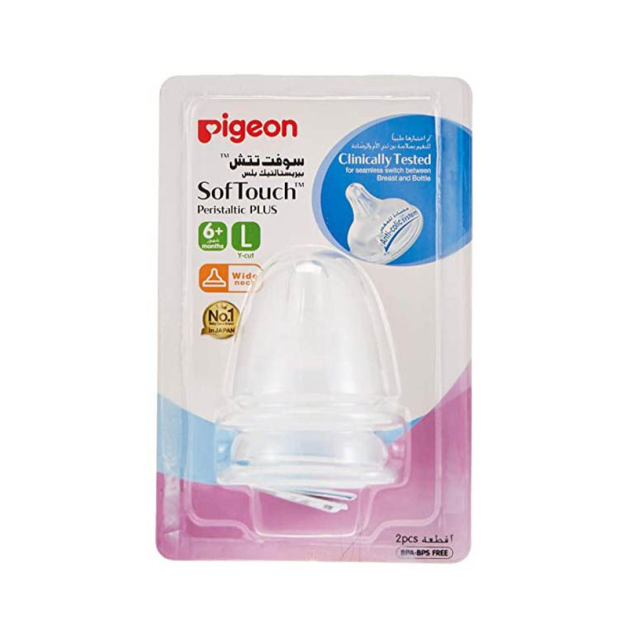 pigeon
سوفت تتش™
بيريستالتيك بلس
SofTouch™
Peristaltic PLUS
6+
months
L
Y-cut
Wide
neck
No.1
in JAPAN
Clinically Tested
for seamless switch between
Breast and Bottle
Anti-colic system
2pcs
BPA-BPS FREE